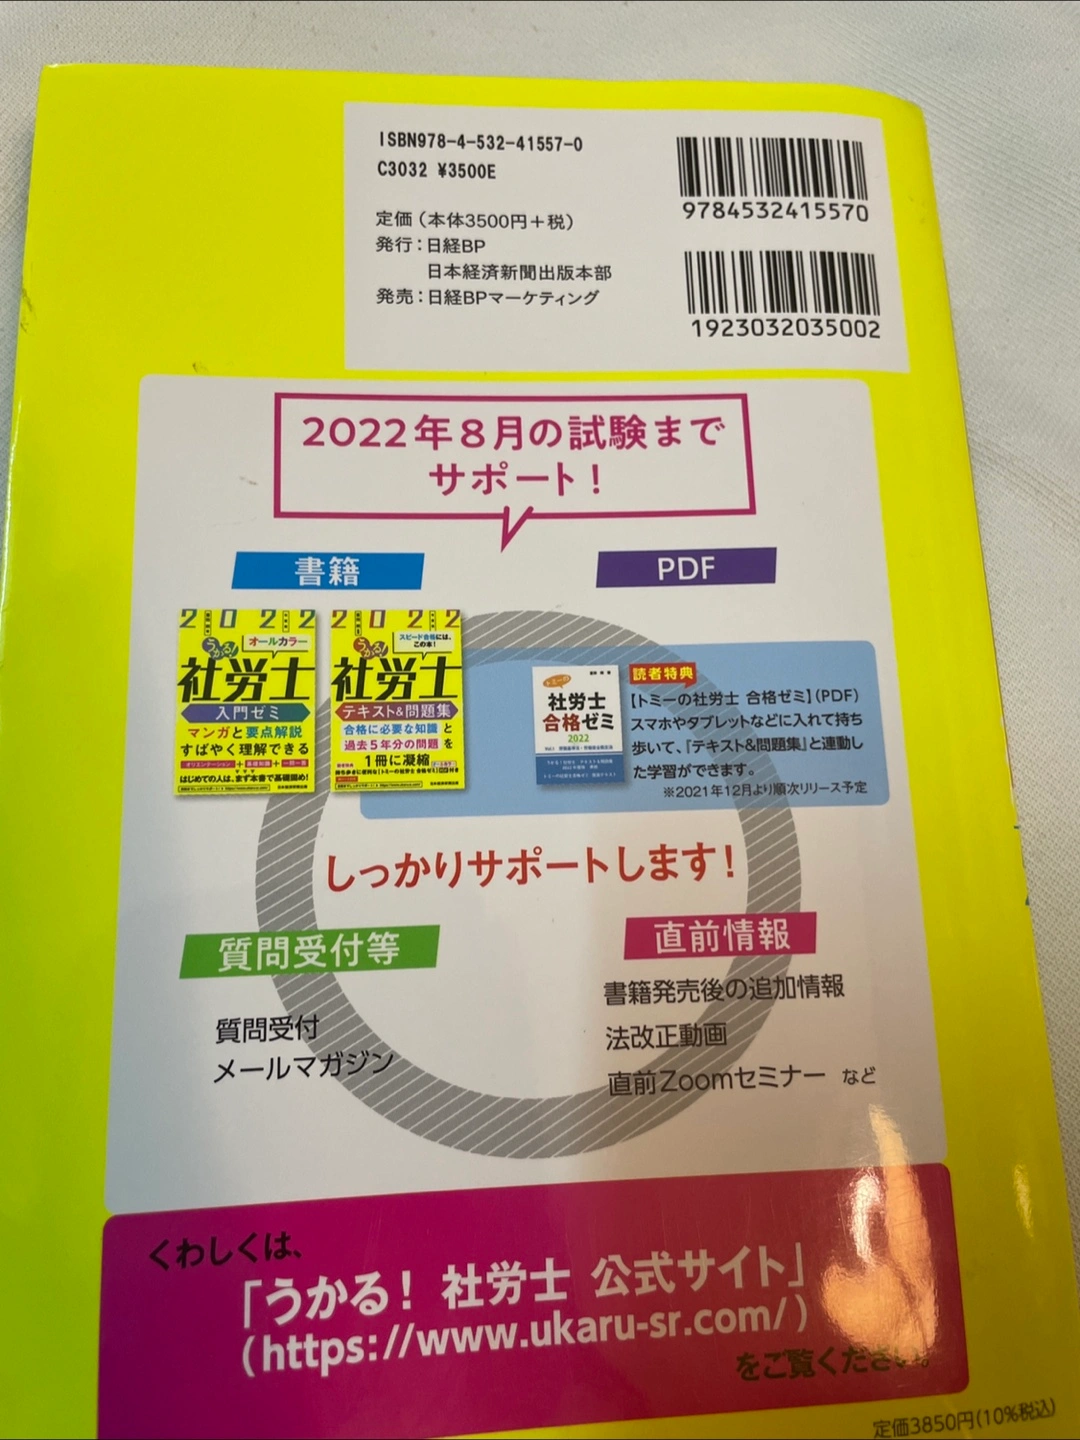 ISBN978-4-532-41557-0
C3032 ¥3500E
定価（本体3500円＋税）
発行：日経BP
日本経済新聞出版本部
発売：日経BPマーケティング
9784532415570
1923032035002
2022年8月の試験まで
サポート！
書籍
PDF
2022
うかる！
オールカラー
社労士
入門ゼミ
マンガと要点解説
すばやく理解できる
オリエンテーション＋基礎知識＋一問一答
はじめての人は、まず本書で基礎固め！
2022
うかる！
スピード合格には、
この本！
社労士
テキスト&問題集
合格に必要な知識と
過去5年分の問題を
1冊に凝縮
トミーの
社労士
合格ゼミ
2022
読者特典
【トミーの社労士 合格ゼミ】（PDF）
スマホやタブレットなどに入れて持ち
歩いて、『テキスト&問題集』と連動し
た学習ができます。
※2021年12月より順次リリース予定
しっかりサポートします！
質問受付等
質問受付
メールマガジン
直前情報
書籍発売後の追加情報
法改正動画
直前Zoomセミナー など
くわしくは、
「うかる！ 社労士 公式サイト」
（https://www.ukaru-sr.com/）
をご覧ください。
定価3850円（10%税込）